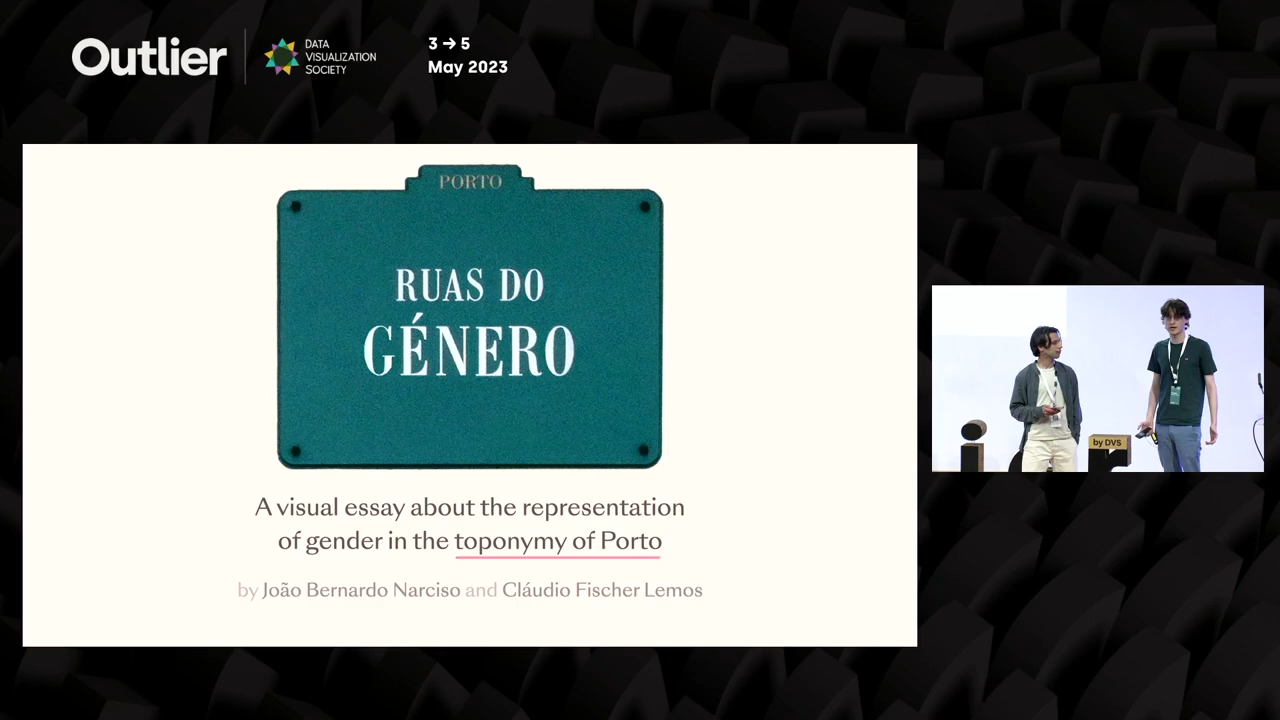 Outlier
DATA
VISUALIZATION
SOCIETY
3 → 5
May 2023
PORTO
RUAS DO
GÉNERO
A visual essay about the representation
of gender in the toponymy of Porto
by João Bernardo Narciso and Cláudio Fischer Lemos
by DVS